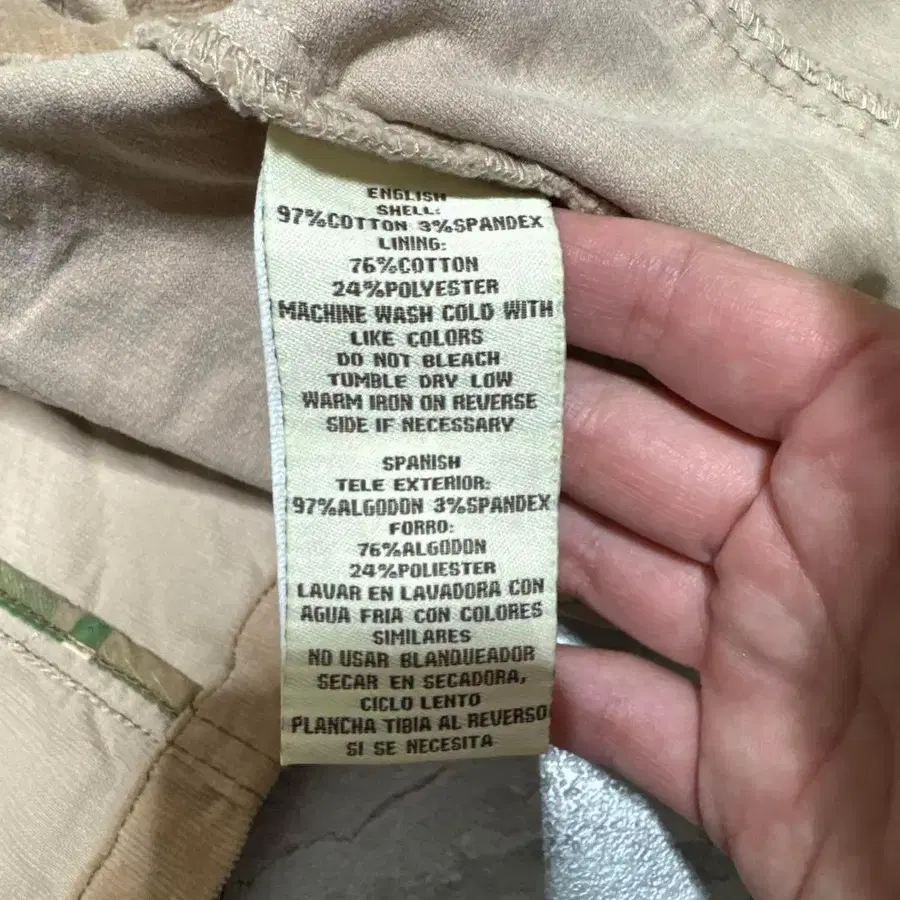 ENGLISH
SHELL:
97%COTTON 3%SPANDEX
LINING:
76%COTTON
24%POLYESTER
MACHINE WASH COLD WITH
LIKE COLORS
DO NOT BLEACH
TUMBLE DRY LOW
WARM IRON ON REVERSE
SIDE IF NECESSARY
SPANISH
TELE EXTERIOR:
97%ALGODON 3%SPANDEX
FORRO:
76%ALGODON
24%POLIESTER
LAVAR EN LAVADORA CON
AGUA FRIA CON COLORES
SIMILARES
NO USAR BLANQUEADOR
SECAR EN SECADORA,
CICLO LENTO
PLANCHA TIBIA AL REVERSO
SI SE NECESITA